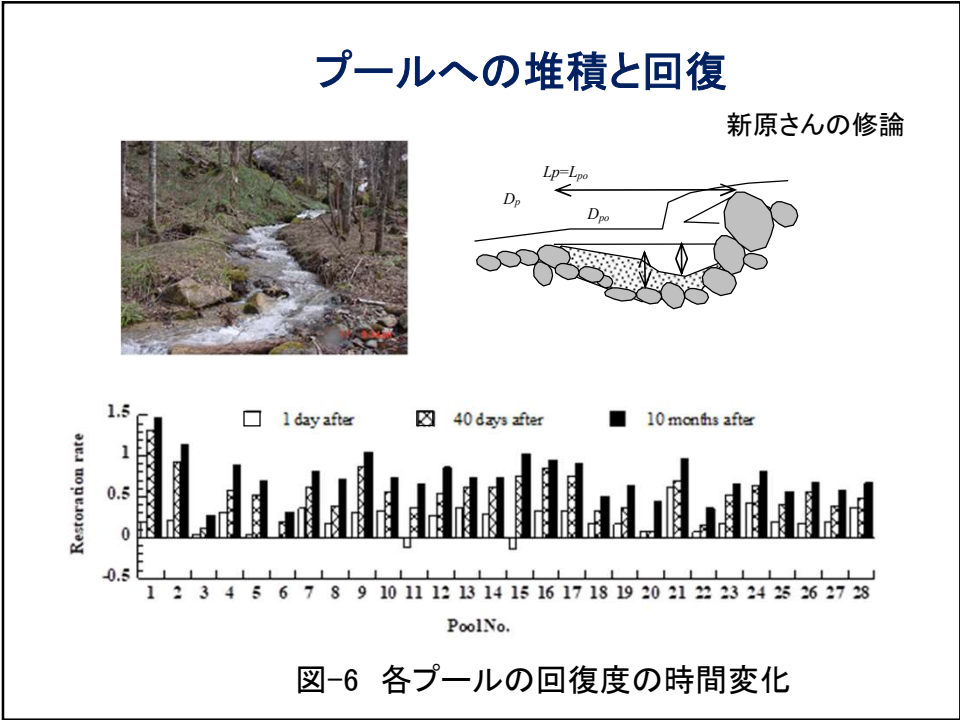 プールへの堆積と回復
新原さんの修論
Lp=Lpo
Dp
Dpo
1.5
1
0.5
0
-0.5
Restoration rate
1 day after
40 days after
10 months after
1 2 3 4 5 6 7 8 9 10 11 12 13 14 15 16 17 18 19 20 21 22 23 24 25 26 27 28
Pool No.
図-6 各プールの回復度の時間変化